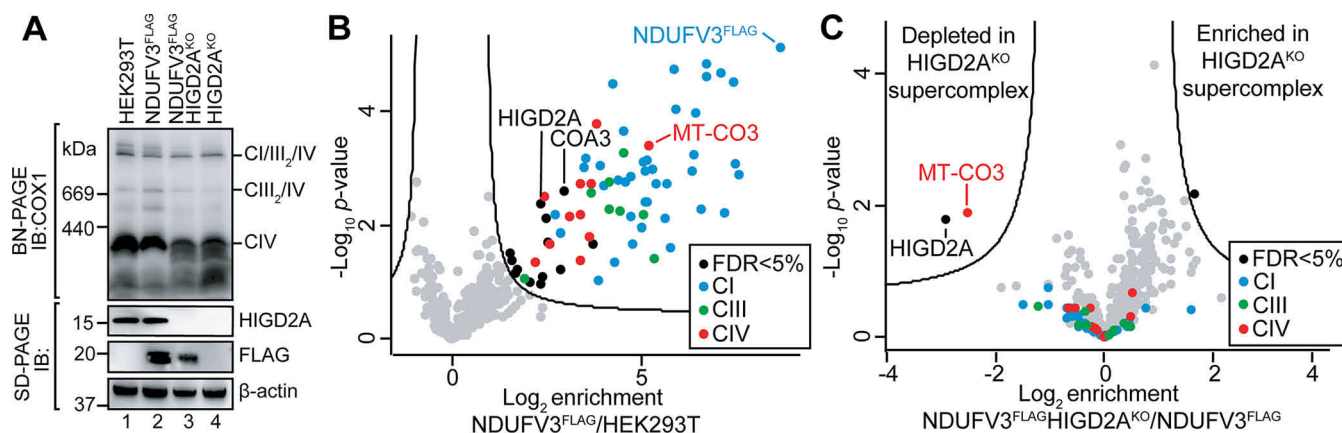 A
HEK293T
NDUFV3FLAG
NDUFV3FLAG
HIGD2AKO
HIGD2AKO
BN-PAGE
IB:COX1
kDa
669
440
CI/III2/IV
CIII2/IV
CIV
SD-PAGE
IB:
15
HIGD2A
20
FLAG
37
β-actin
1 2 3 4
B
NDUFV3FLAG
HIGD2A
COA3
MT-CO3
-Log10 p-value
4
2
0
FDR<5%
CI
CIII
CIV
0 5
Log2 enrichment
NDUFV3FLAG/HEK293T
C
Depleted in
HIGD2AKO
supercomplex
Enriched in
HIGD2AKO
supercomplex
MT-CO3
HIGD2A
-Log10 p-value
4
2
0
FDR<5%
CI
CIII
CIV
-4 -2 0 2 4
Log2 enrichment
NDUFV3FLAGHIGD2AKO/NDUFV3FLAG